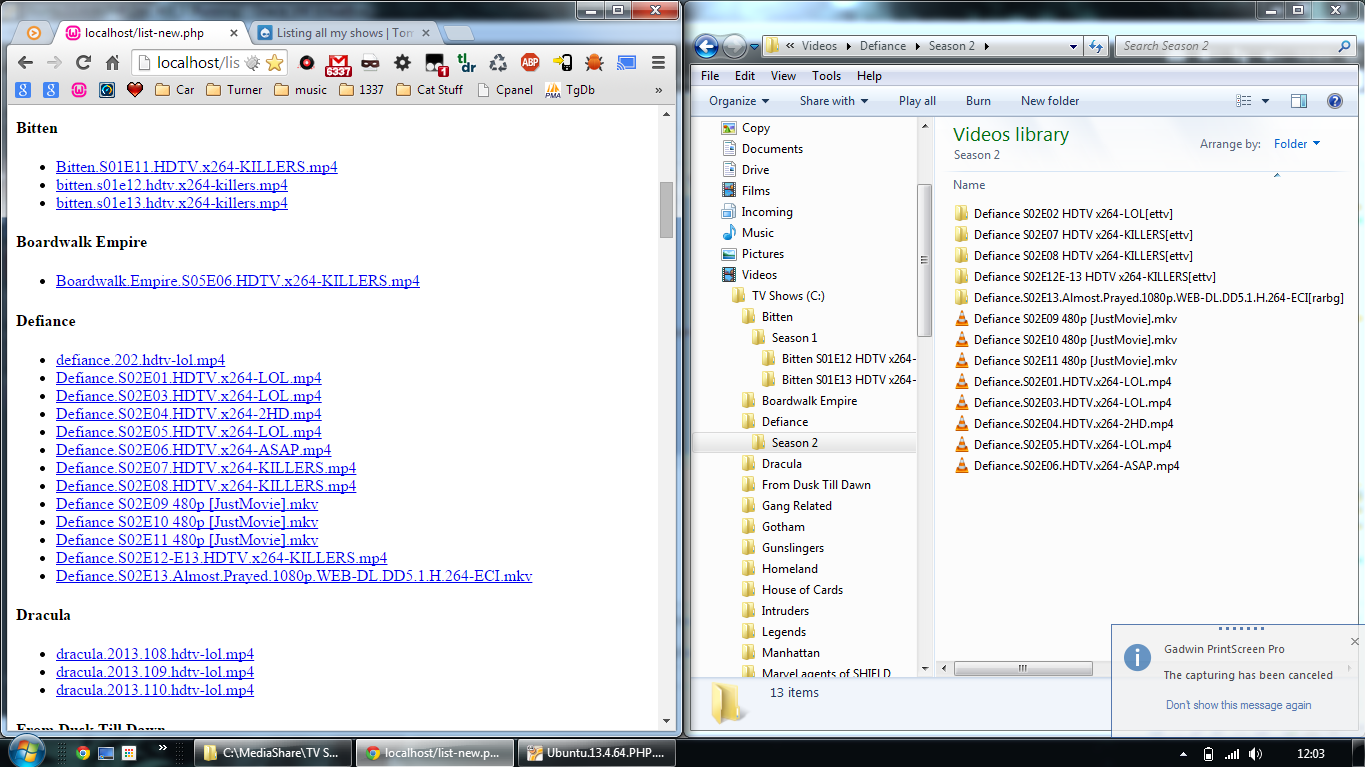 localhost/list-new.php
Listing all my shows | Tom
localhost/lis
6337
1
tl;
dr
ABP
Car
Turner
music
1337
Cat Stuff
Cpanel
PMA
TgDb
»
Bitten
Bitten.S01E11.HDTV.x264-KILLERS.mp4
bitten.s01e12.hdtv.x264-killers.mp4
bitten.s01e13.hdtv.x264-killers.mp4
Boardwalk Empire
Boardwalk.Empire.S05E06.HDTV.x264-KILLERS.mp4
Defiance
defiance.202.hdtv-lol.mp4
Defiance.S02E01.HDTV.x264-LOL.mp4
Defiance.S02E03.HDTV.x264-LOL.mp4
Defiance.S02E04.HDTV.x264-2HD.mp4
Defiance.S02E05.HDTV.x264-LOL.mp4
Defiance.S02E06.HDTV.x264-ASAP.mp4
Defiance.S02E07.HDTV.x264-KILLERS.mp4
Defiance.S02E08.HDTV.x264-KILLERS.mp4
Defiance S02E09 480p [JustMovie].mkv
Defiance S02E10 480p [JustMovie].mkv
Defiance S02E11 480p [JustMovie].mkv
Defiance.S02E12-E13.HDTV.x264-KILLERS.mp4
Defiance.S02E13.Almost.Prayed.1080p.WEB-DL.DD5.1.H.264-ECI.mkv
Dracula
dracula.2013.108.hdtv-lol.mp4
dracula.2013.109.hdtv-lol.mp4
dracula.2013.110.hdtv-lol.mp4
From Dusk Till Dawn
« Videos Defiance Season 2
Search Season 2
File Edit View Tools Help
Organize Share with Play all Burn New folder
Copy
Documents
Drive
Films
Incoming
Music
Pictures
Videos
TV Shows (C:)
Bitten
Season 1
Bitten S01E12 HDTV x264-
Bitten S01E13 HDTV x264-
Boardwalk Empire
Defiance
Season 2
Dracula
From Dusk Till Dawn
Gang Related
Gotham
Gunslingers
Homeland
House of Cards
Intruders
Legends
Manhattan
Marvel agents of SHIELD
Videos library
Season 2
Arrange by: Folder
Name
Defiance S02E02 HDTV x264-LOL[ettv]
Defiance S02E07 HDTV x264-KILLERS[ettv]
Defiance S02E08 HDTV x264-KILLERS[ettv]
Defiance S02E12E-13 HDTV x264-KILLERS[ettv]
Defiance.S02E13.Almost.Prayed.1080p.WEB-DL.DD5.1.H.264-ECI[rarbg]
Defiance S02E09 480p [JustMovie].mkv
Defiance S02E10 480p [JustMovie].mkv
Defiance S02E11 480p [JustMovie].mkv
Defiance.S02E01.HDTV.x264-LOL.mp4
Defiance.S02E03.HDTV.x264-LOL.mp4
Defiance.S02E04.HDTV.x264-2HD.mp4
Defiance.S02E05.HDTV.x264-LOL.mp4
Defiance.S02E06.HDTV.x264-ASAP.mp4
13 items
Gadwin PrintScreen Pro
The capturing has been canceled
Don't show this message again
C:\MediaShare\TV S...
localhost/list-new.p...
Ubuntu.13.4.64.PHP....
12:03